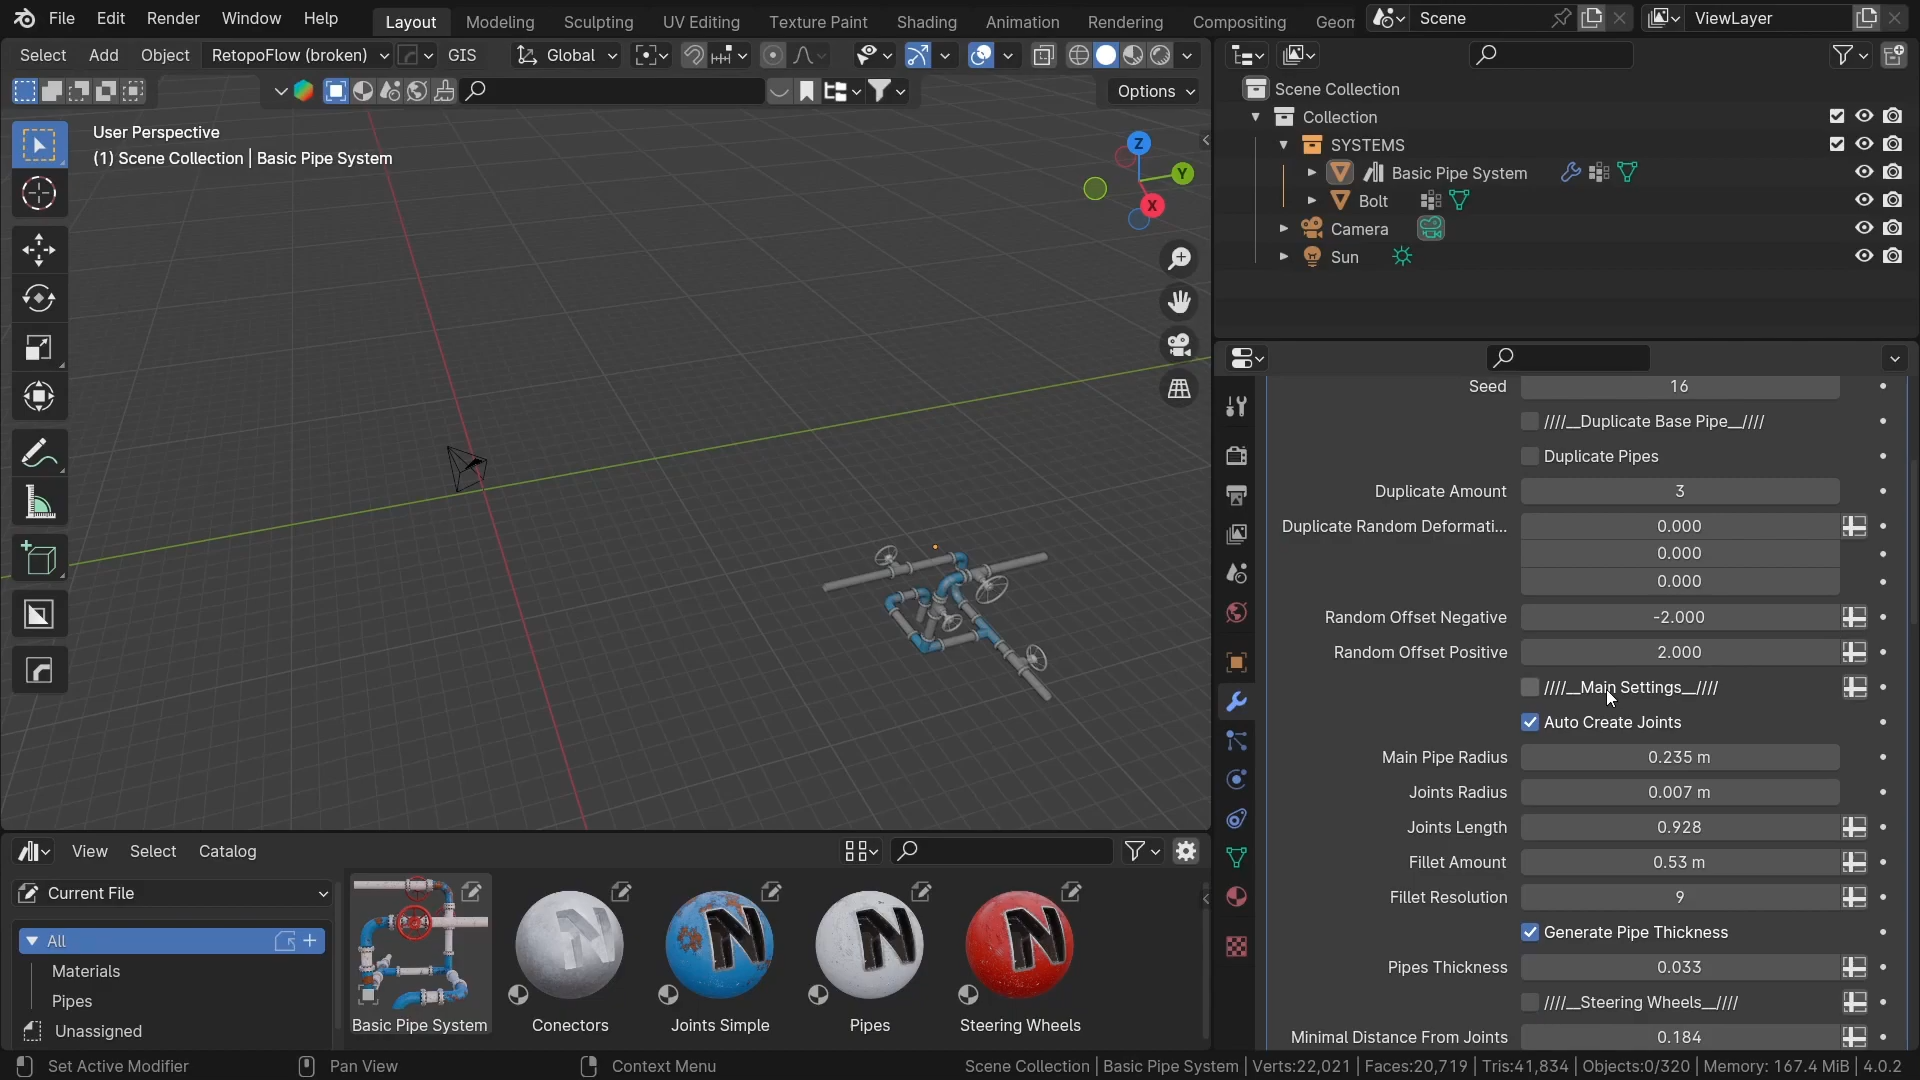 File Edit Render Window Help
Layout Modeling Sculpting UV Editing Texture Paint Shading Animation Rendering Compositing Geom
Scene
ViewLayer
Select Add Object RetopoFlow (broken) GIS Global
Options
User Perspective
(1) Scene Collection | Basic Pipe System
Z
Y
X
Scene Collection
Collection
SYSTEMS
Basic Pipe System
Bolt
Camera
Sun
Seed 16
////__Duplicate Base Pipe__////
Duplicate Pipes
Duplicate Amount 3
Duplicate Random Deformati... 0.000
0.000
0.000
Random Offset Negative -2.000
Random Offset Positive 2.000
////__Main Settings__////
Auto Create Joints
Main Pipe Radius 0.235 m
Joints Radius 0.007 m
Joints Length 0.928
Fillet Amount 0.53 m
Fillet Resolution 9
Generate Pipe Thickness
Pipes Thickness 0.033
////__Steering Wheels__////
Minimal Distance From Joints 0.184
View Select Catalog
Current File
All
Materials
Pipes
Unassigned
Basic Pipe System
Conectors
Joints Simple
Pipes
Steering Wheels
Set Active Modifier
Pan View
Context Menu
Scene Collection | Basic Pipe System | Verts:22,021 | Faces:20,719 | Tris:41,834 | Objects:0/320 | Memory: 167.4 MiB | 4.0.2